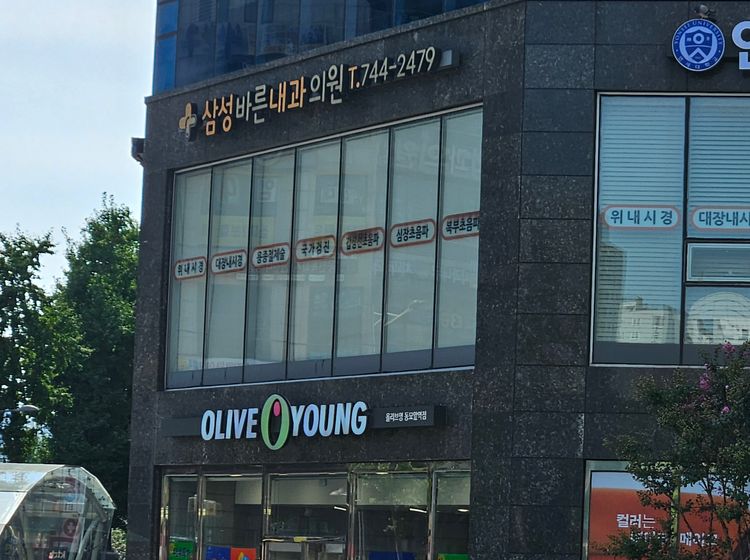 삼성바른내과의원 T.744-2479
위내시경
대장내시경
용종절제술
국가검진
갑상선초음파
심장초음파
복부초음파
위내시경
대장내시
OLIVE YOUNG
올리브영 동묘앞역점
컬러는